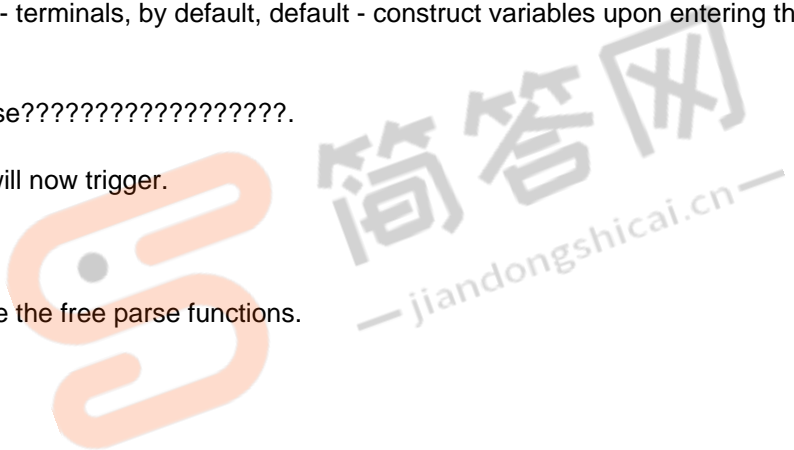 - terminals, by default, default - construct variables upon entering th
se??????????????????.
will now trigger.
e the free parse functions.
简答网
jiandongshicai.cn